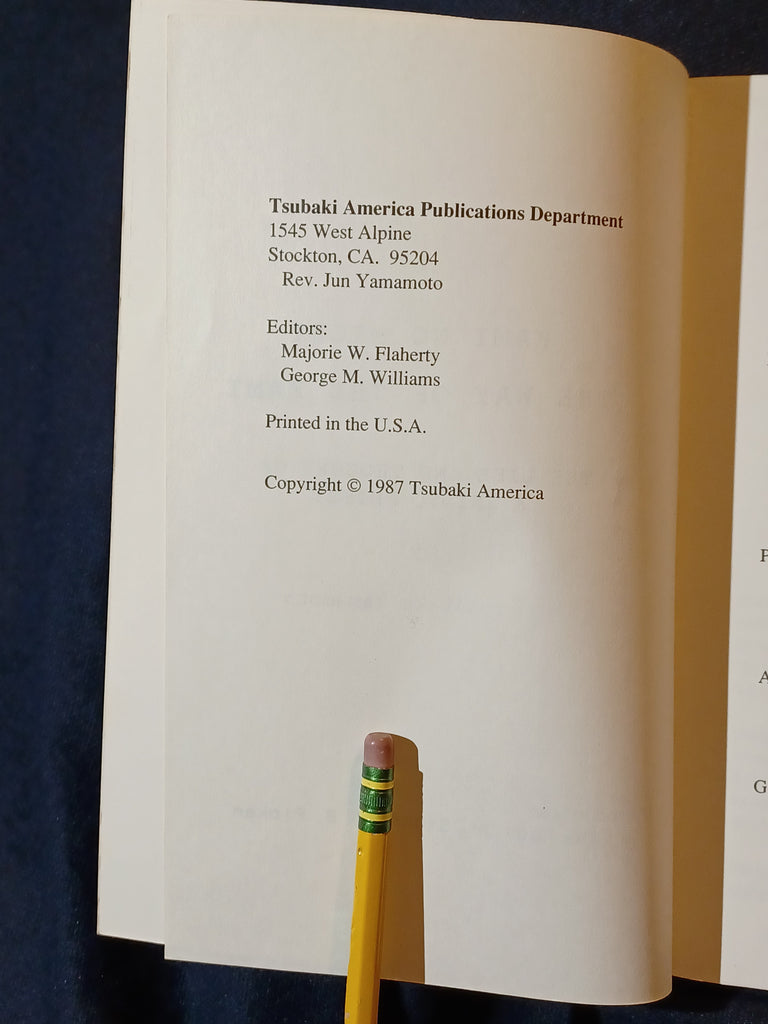 Tsubaki America Publications Department
1545 West Alpine
Stockton, CA. 95204
Rev. Jun Yamamoto
Editors:
Majorie W. Flaherty
George M. Williams
Printed in the U.S.A.
Copyright © 1987 Tsubaki America
P
A
G